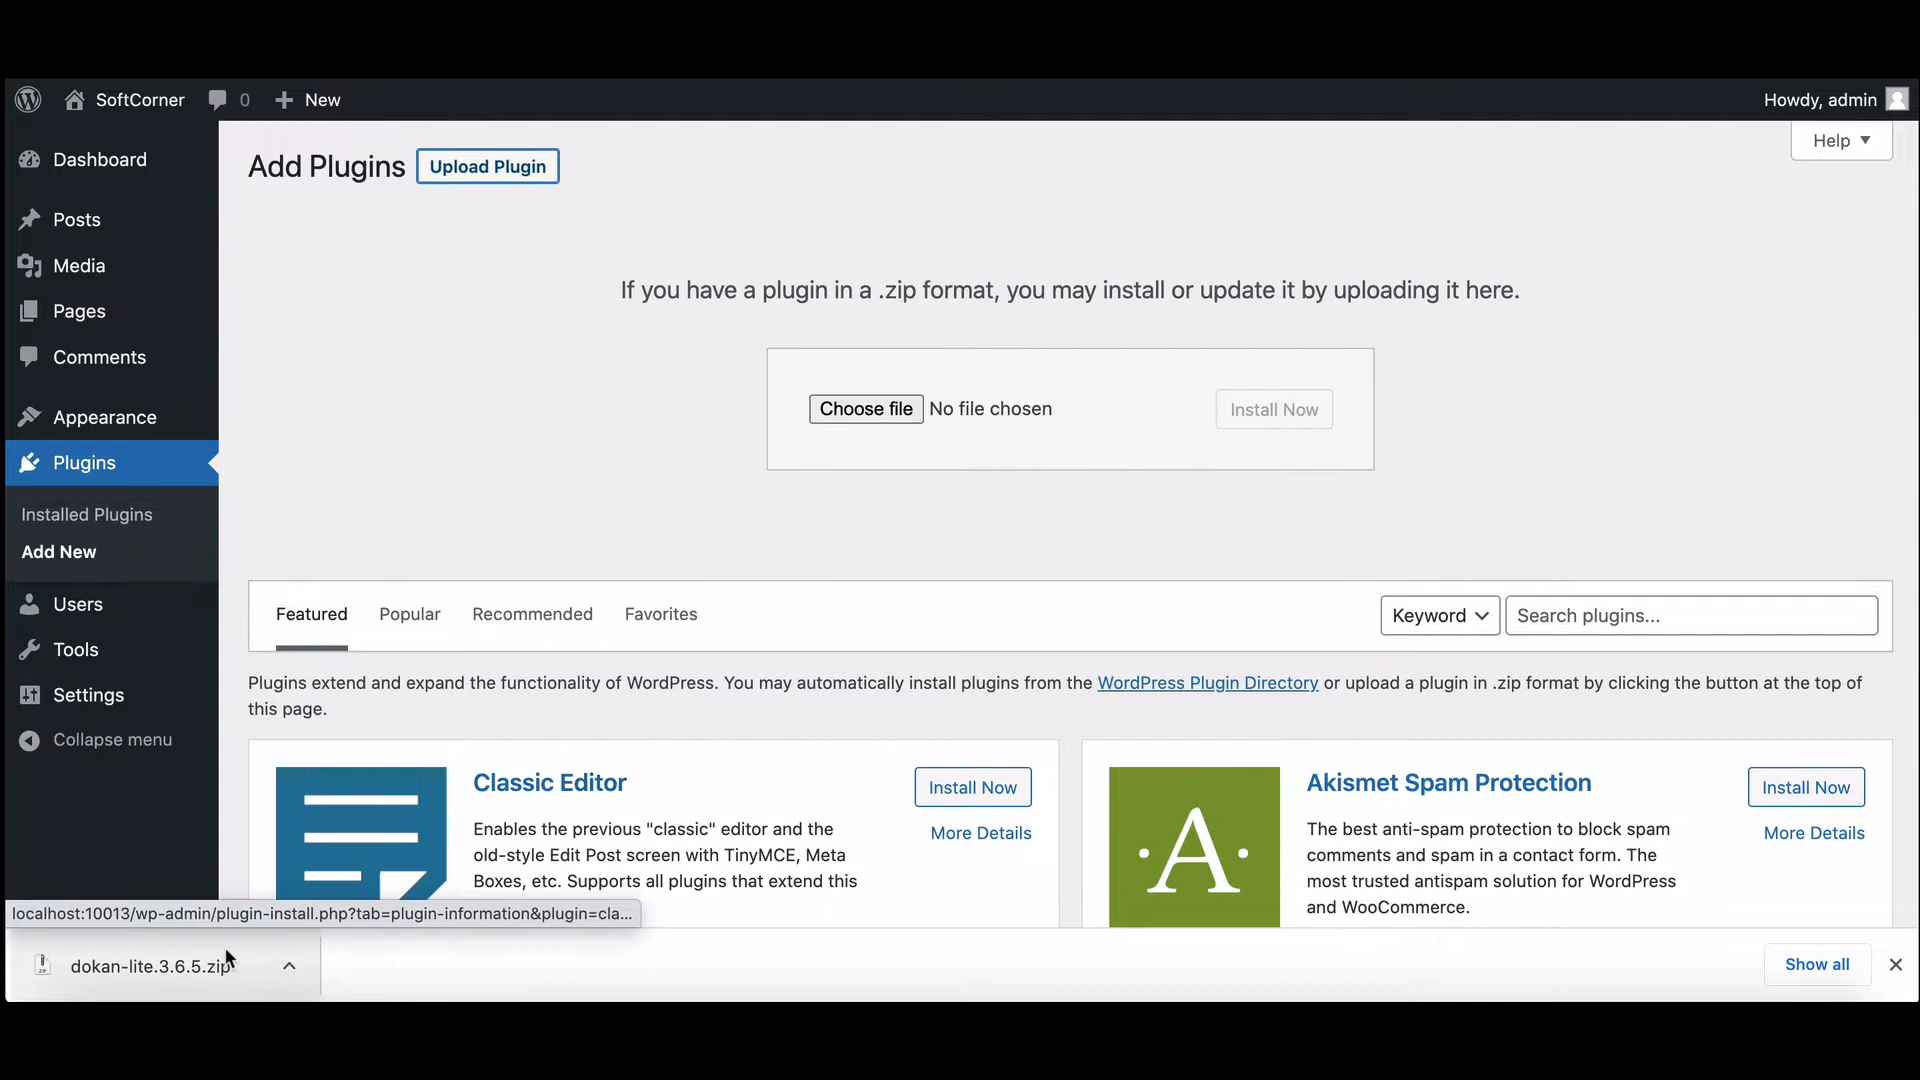 SoftCorner 0 New Howdy, admin
Help
Dashboard
Posts
Media
Pages
Comments
Appearance
Plugins
Installed Plugins
Add New
Users
Tools
Settings
Collapse menu
Add Plugins Upload Plugin
If you have a plugin in a .zip format, you may install or update it by uploading it here.
Choose file No file chosen Install Now
Featured Popular Recommended Favorites Keyword Search plugins...
Plugins extend and expand the functionality of WordPress. You may automatically install plugins from the WordPress Plugin Directory or upload a plugin in .zip format by clicking the button at the top of
this page.
Classic Editor
Install Now
More Details
Enables the previous "classic" editor and the
old-style Edit Post screen with TinyMCE, Meta
Boxes, etc. Supports all plugins that extend this
A
Akismet Spam Protection
Install Now
More Details
The best anti-spam protection to block spam
comments and spam in a contact form. The
most trusted antispam solution for WordPress
and WooCommerce.
localhost:10013/wp-admin/plugin-install.php?tab=plugin-information&plugin=cla...
dokan-lite.3.6.5.zip Show all